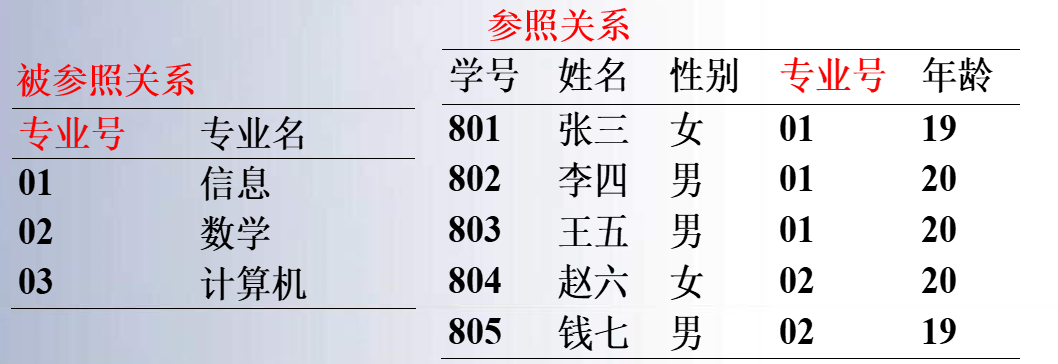 被参照关系
专业号 专业名
01 信息
02 数学
03 计算机
参照关系
学号 姓名 性别 专业号 年龄
801 张三 女 01 19
802 李四 男 01 20
803 王五 男 01 20
804 赵六 女 02 20
805 钱七 男 02 19